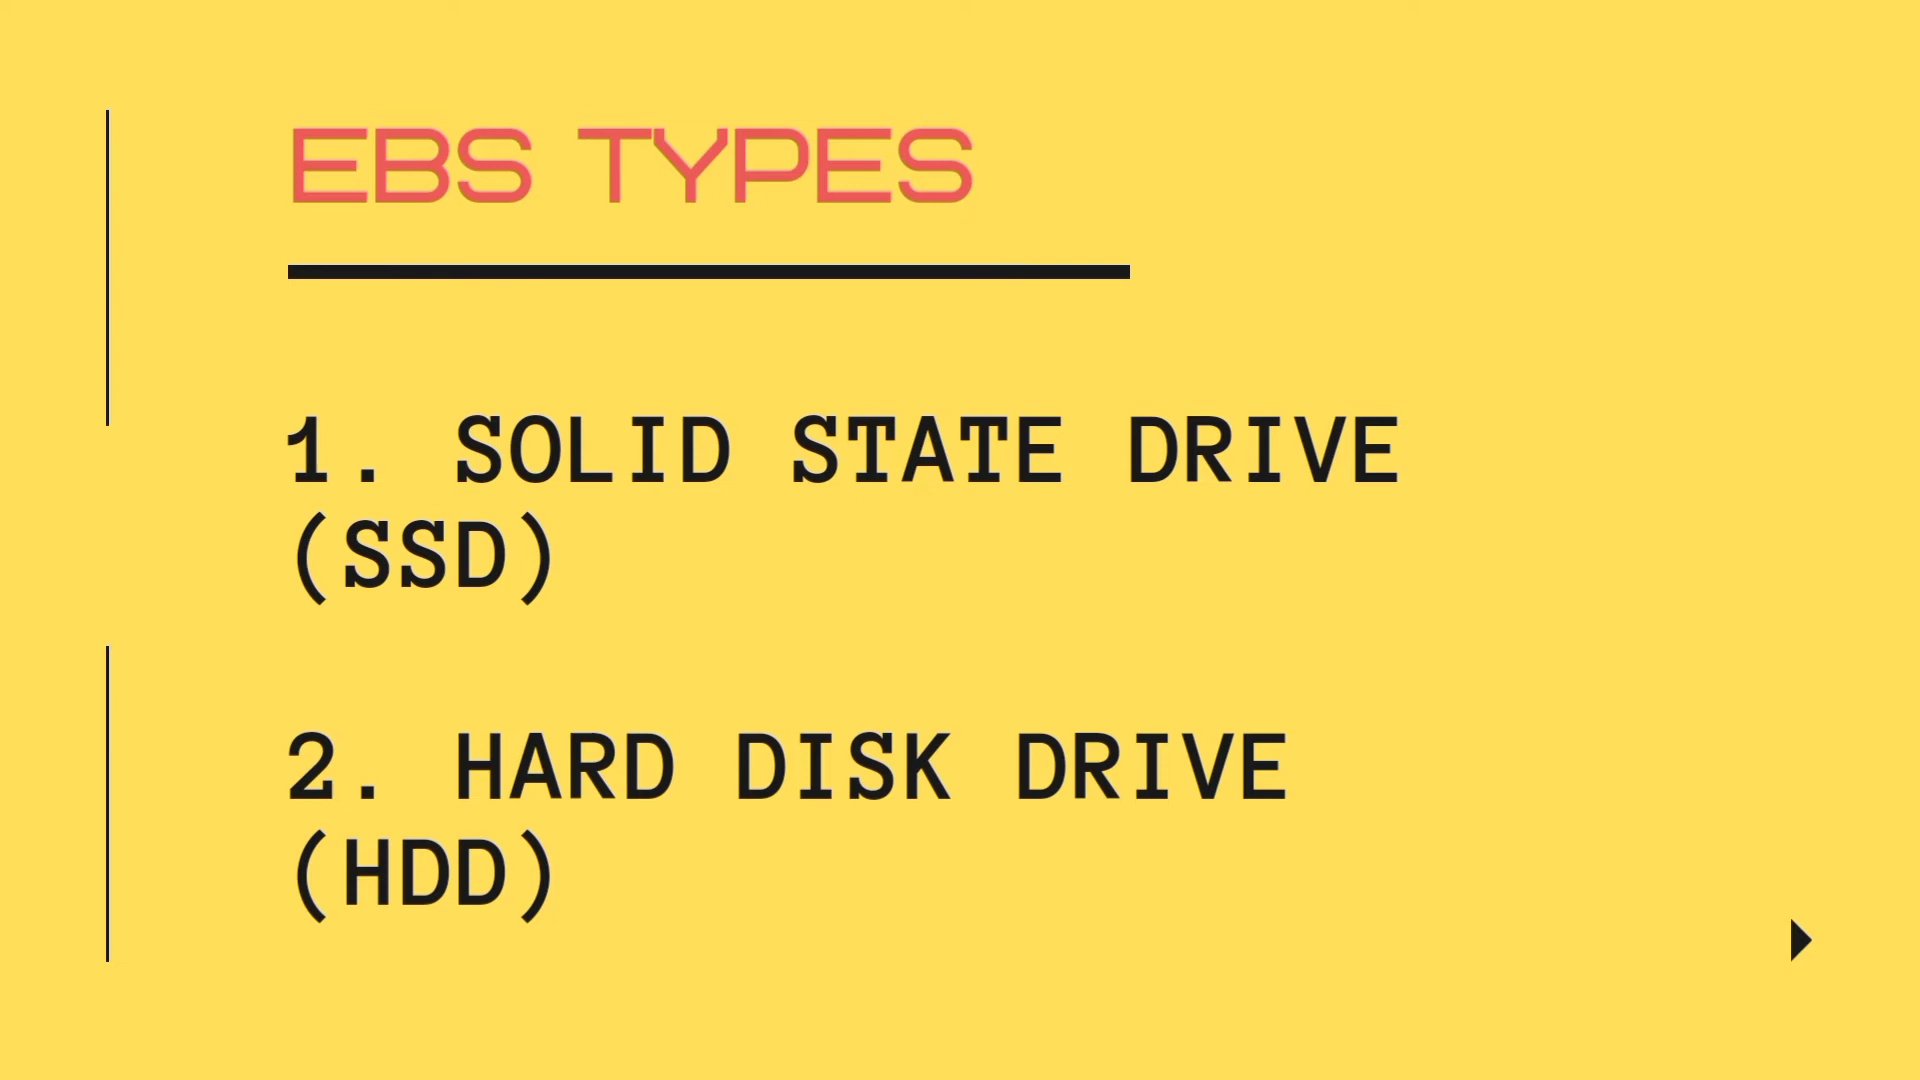 EBS TYPES
1. SOLID STATE DRIVE
(SSD)
2. HARD DISK DRIVE
(HDD)